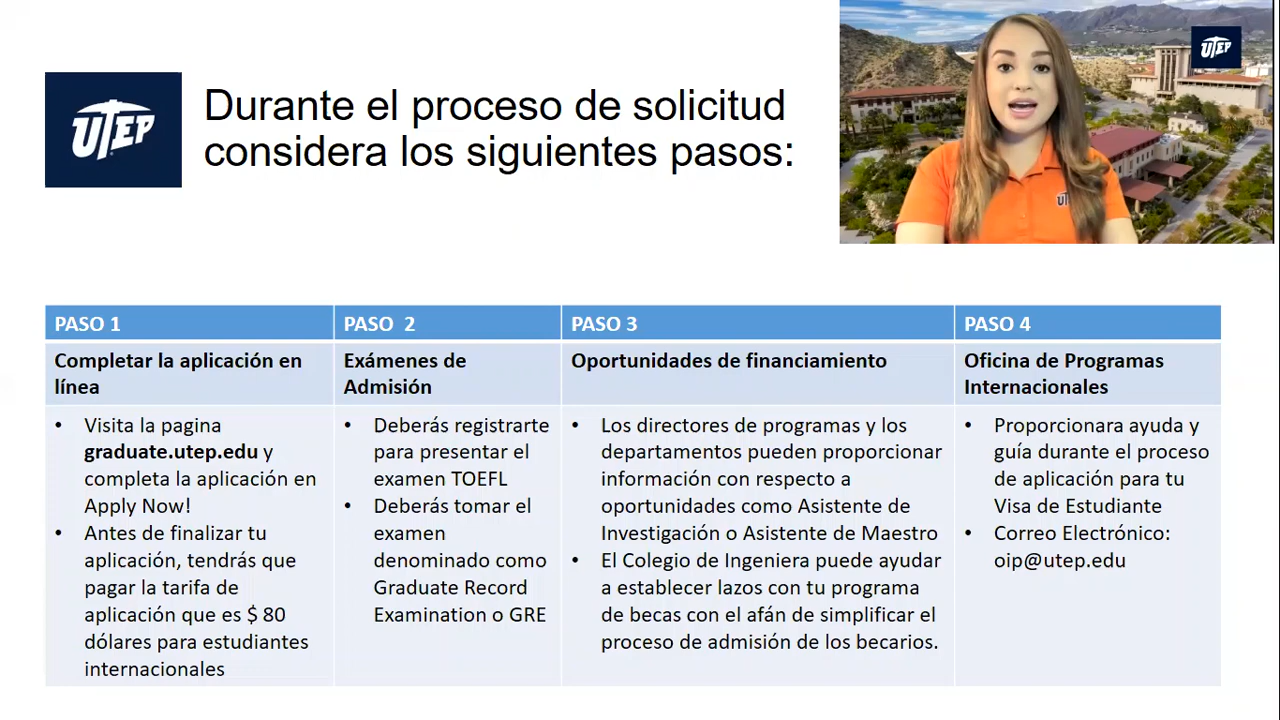 UTEP
UTEP
Durante el proceso de solicitud
considera los siguientes pasos:
UT
PASO 1
PASO 2
PASO 3
PASO 4
Completar la aplicación en
línea
Exámenes de
Admisión
Oportunidades de financiamiento
Oficina de Programas
Internacionales
• Visita la pagina
graduate.utep.edu y
completa la aplicación en
Apply Now!
• Antes de finalizar tu
aplicación, tendrás que
pagar la tarifa de
aplicación que es $ 80
dólares para estudiantes
internacionales
• Deberás registrarte
para presentar el
examen TOEFL
• Deberás tomar el
examen
denominado como
Graduate Record
Examination o GRE
• Los directores de programas y los
departamentos pueden proporcionar
información con respecto a
oportunidades como Asistente de
Investigación o Asistente de Maestro
• El Colegio de Ingeniera puede ayudar
a establecer lazos con tu programa
de becas con el afán de simplificar el
proceso de admisión de los becarios.
• Proporcionara ayuda y
guía durante el proceso
de aplicación para tu
Visa de Estudiante
• Correo Electrónico:
oip@utep.edu